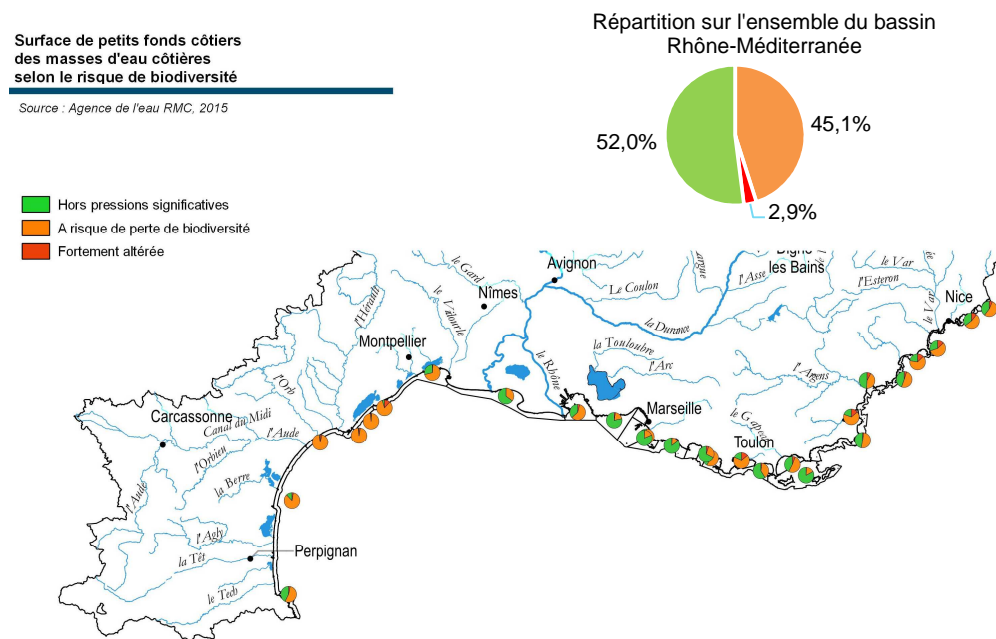 Répartition sur l'ensemble du bassin
Rhône-Méditerranée
Surface de petits fonds côtiers
des masses d'eau côtières
selon le risque de biodiversité
Source : Agence de l'eau RMC, 2015
52,0%
45,1%
2,9%
Hors pressions significatives
A risque de perte de biodiversité
Fortement altérée
les Bains
Avignon
le Gard
Le Coulon
l'Asse
le Var
l'Esteron
le Var
Nice
Nîmes
l'Hérault
le Vidourle
la Durance
Montpellier
la Touloubre
l'Arc
le Rhône
l'Argens
l'Orb
Carcassonne
Canal du Midi
l'Aude
Marseille
le Gapeau
Toulon
l'Orbieu
l'Aude
la Berre
l'Agly
la Têt
Perpignan
le Tech